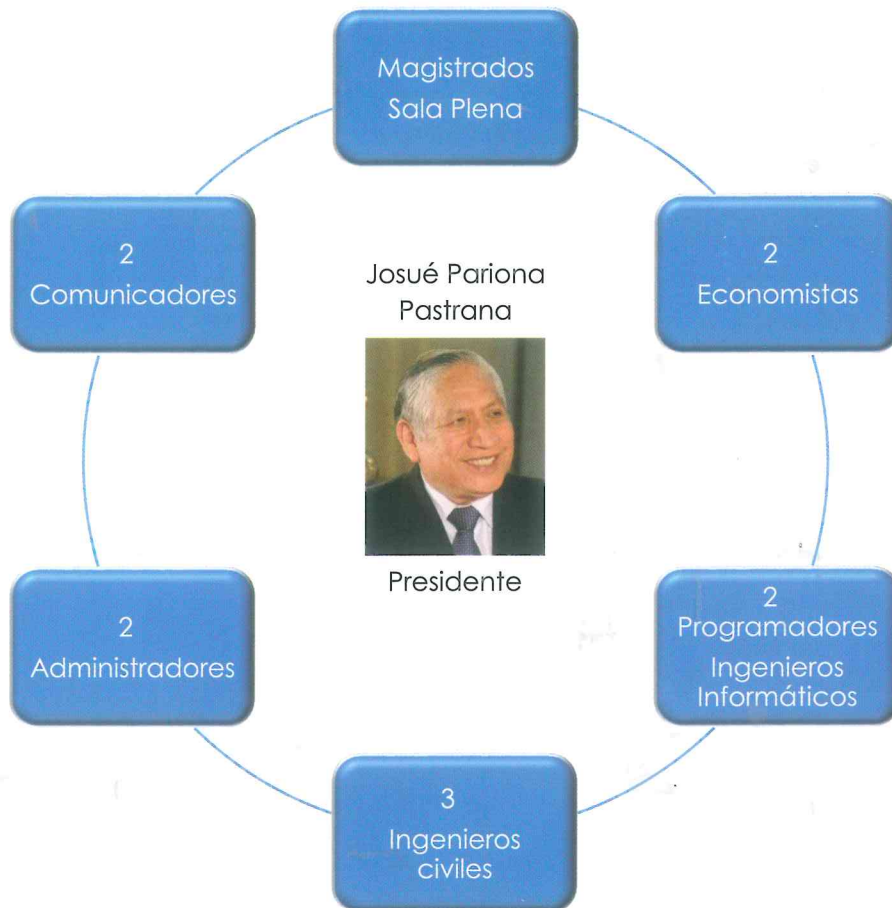 Magistrados
Sala Plena
2
Comunicadores
2
Economistas
Josué Pariona
Pastrana
Presidente
2
Administradores
2
Programadores
Ingenieros
Informáticos
3
Ingenieros
civiles